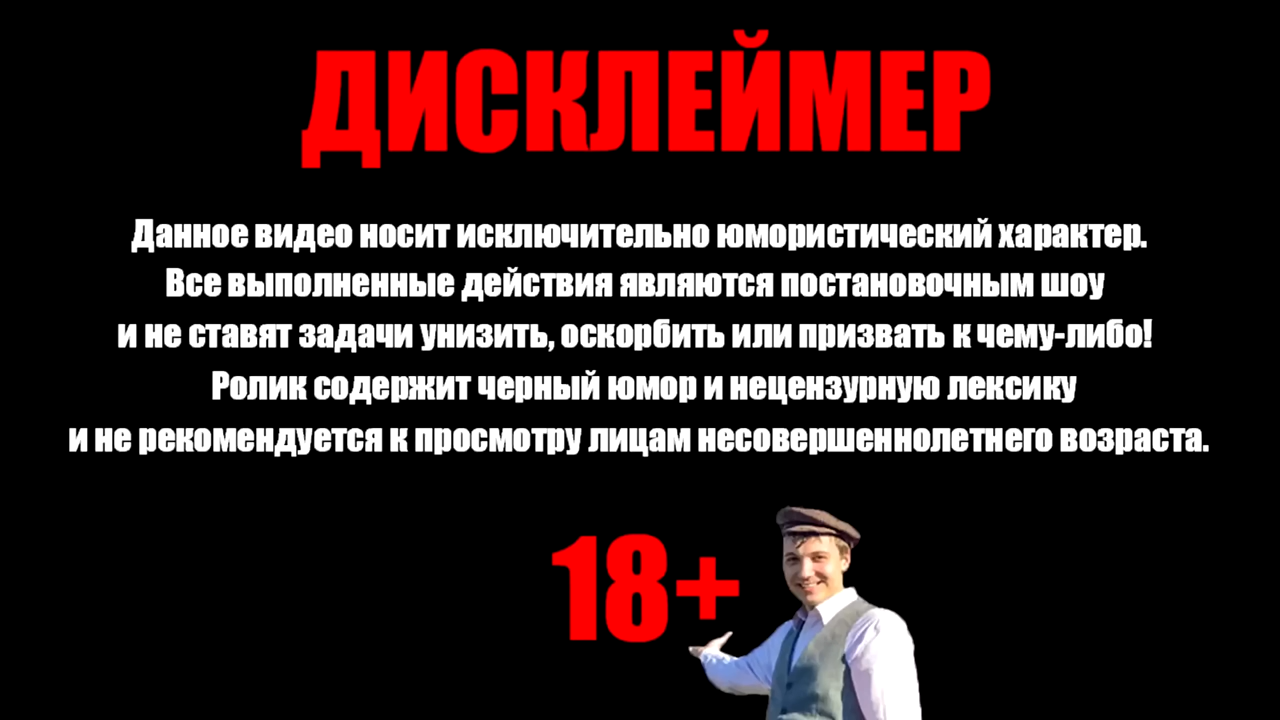 ДИСКЛЕЙМЕР
Данное видео носит исключительно юмористический характер.
Все выполненные действия являются постановочным шоу
и не ставят задачи унизить, оскорбить или призвать к чему-либо!
Ролик содержит черный юмор и нецензурную лексику
и не рекомендуется к просмотру лицам несовершеннолетнего возраста.
18+